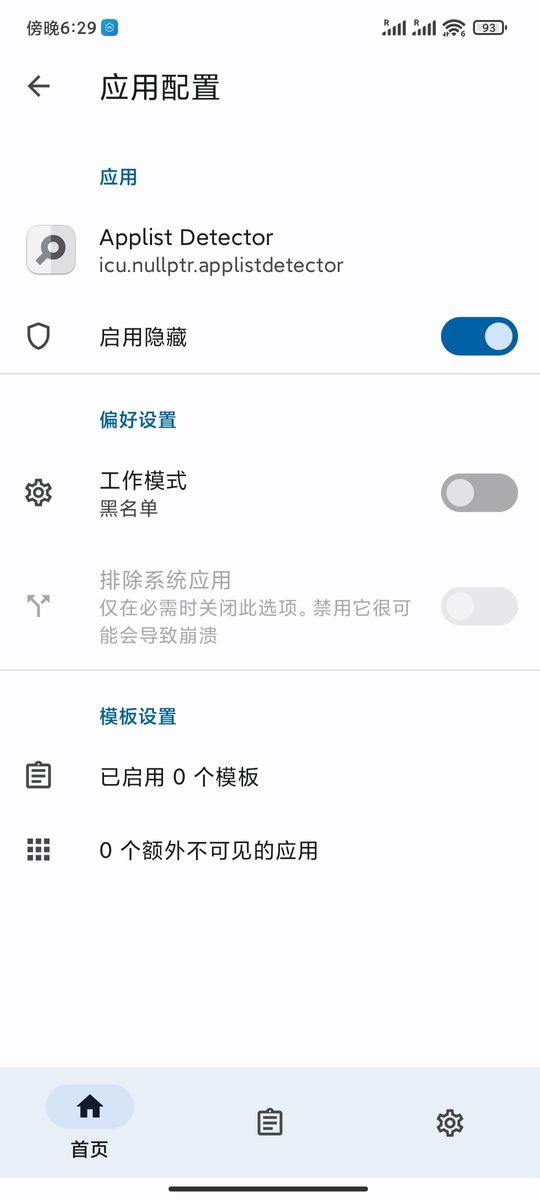 傍晚6:29
R
R
6
93
应用配置
应用
Applist Detector
icu.nullptr.applistdetector
启用隐藏
偏好设置
工作模式
黑名单
排除系统应用
仅在必需时关闭此选项。禁用它很可
能会导致崩溃
模板设置
已启用 0 个模板
0 个额外不可见的应用
首页